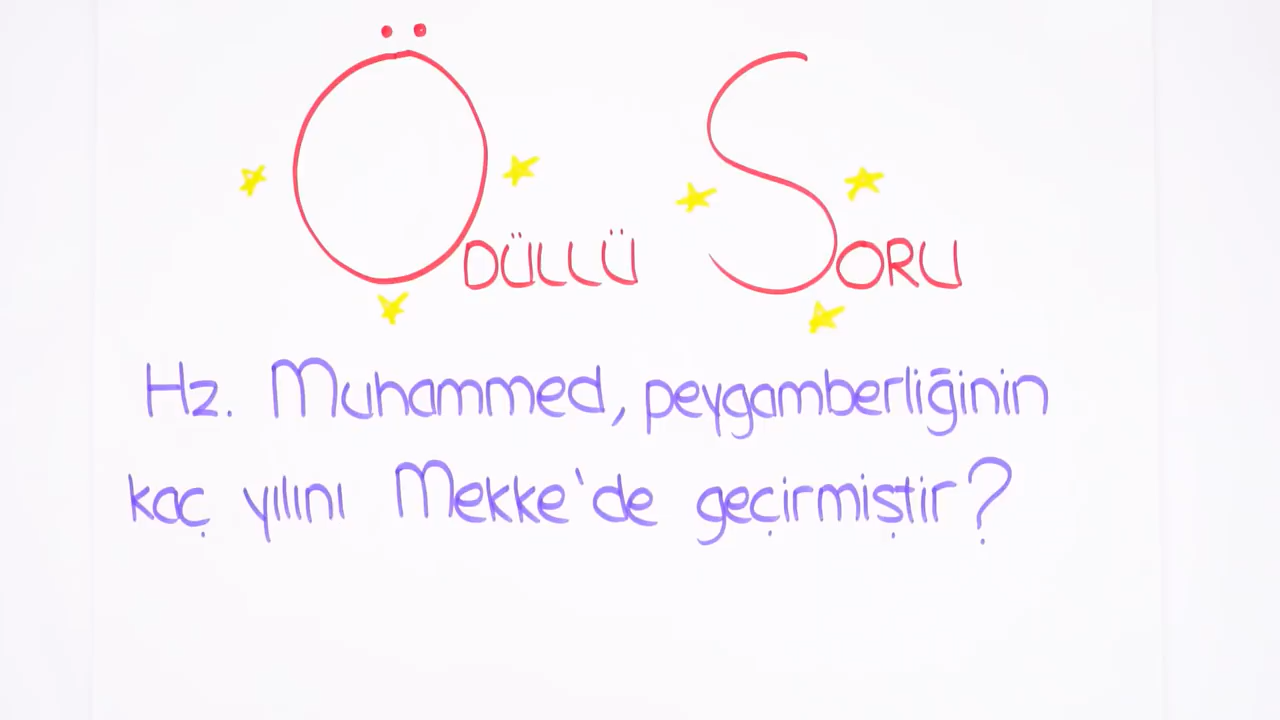 ÖDÜLLÜ SORU
Hz. Muhammed, peygamberliğinin
kaç yılını Mekke'de geçirmiştir?